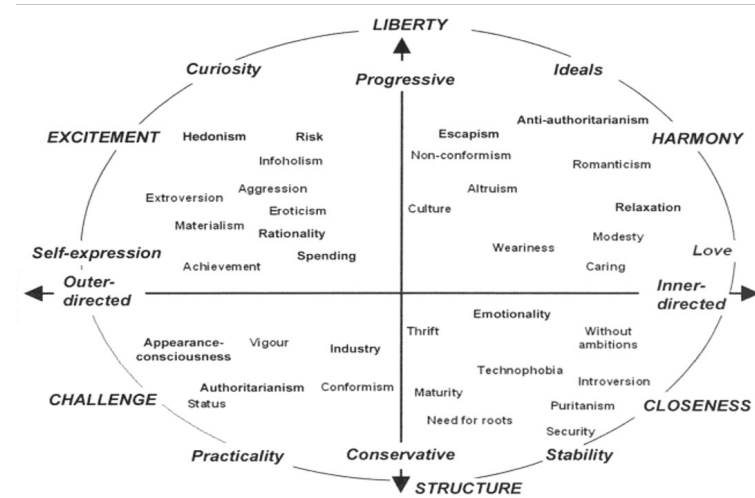 LIBERTY
Curiosity
Progressive
Ideals
EXCITEMENT
Hedonism
Risk
Escapism
Anti-authoritarianism
HARMONY
Infoholism
Non-conformism
Romanticism
Extroversion
Aggression
Altruism
Eroticism
Culture
Relaxation
Materialism
Rationality
Modesty
Self-expression
Spending
Weariness
Love
Achievement
Caring
Outer-
directed
Inner-
directed
Emotionality
Thrift
Without
ambitions
Appearance-
consciousness
Vigour
Industry
Technophobia
Introversion
CHALLENGE
Authoritarianism
Conformism
Status
Maturity
Puritanism
CLOSENESS
Need for roots
Security
Practicality
Conservative
Stability
STRUCTURE